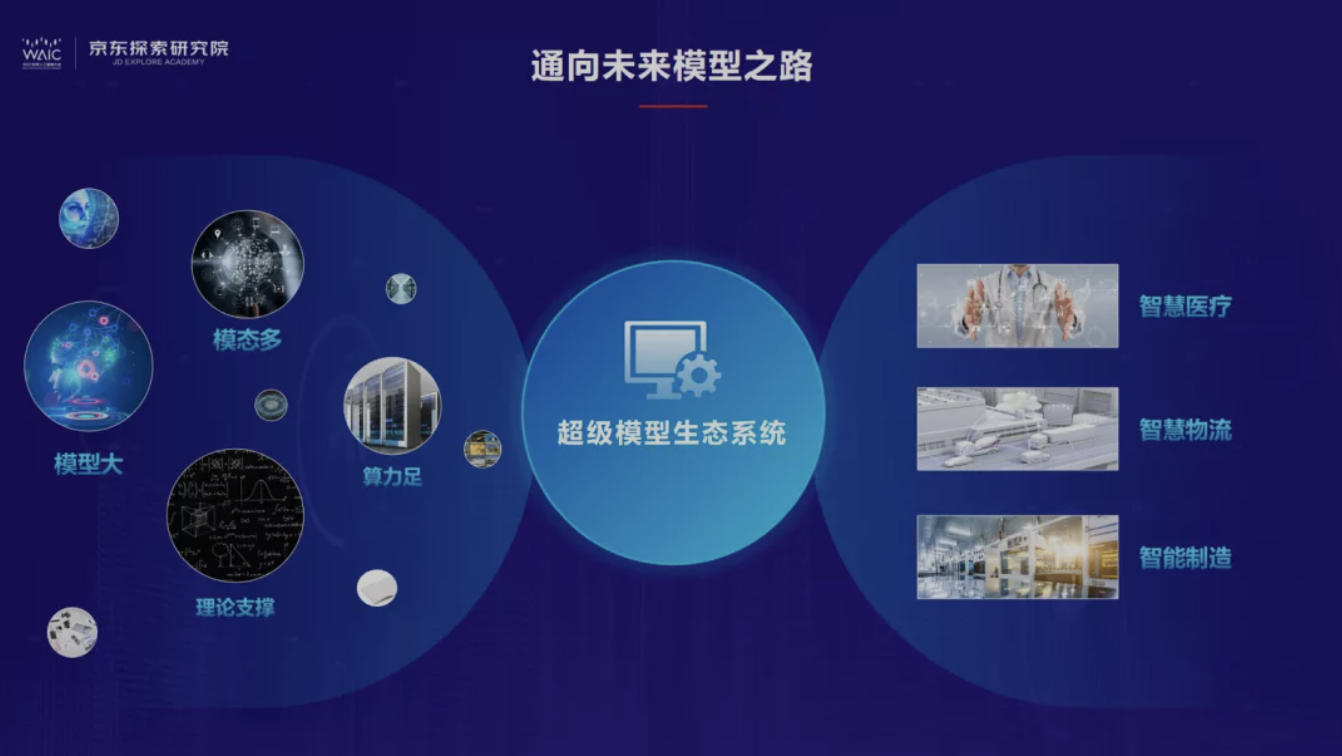 WAIC
京东探索研究院
JD EXPLORE ACADEMY
通向未来模型之路
模态多
模型大
算力足
理论支撑
超级模型生态系统
智慧医疗
智慧物流
智能制造